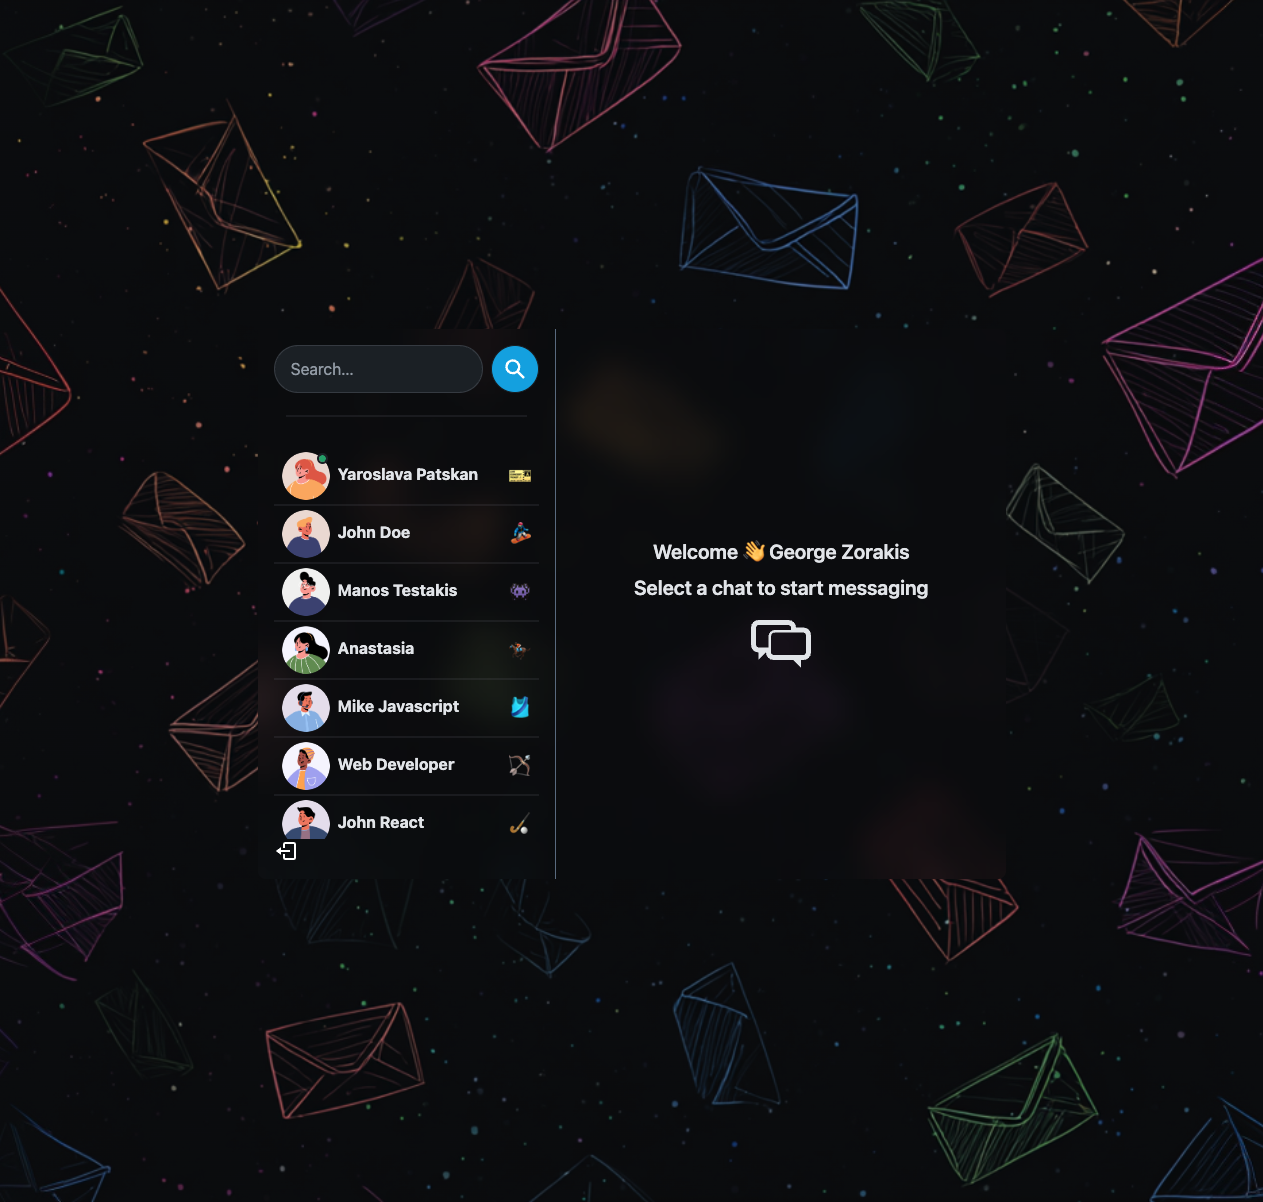 Search...
Yaroslava Patskan
John Doe
Manos Testakis
Anastasia
Mike Javascript
Web Developer
John React
Welcome 👋 George Zorakis
Select a chat to start messaging